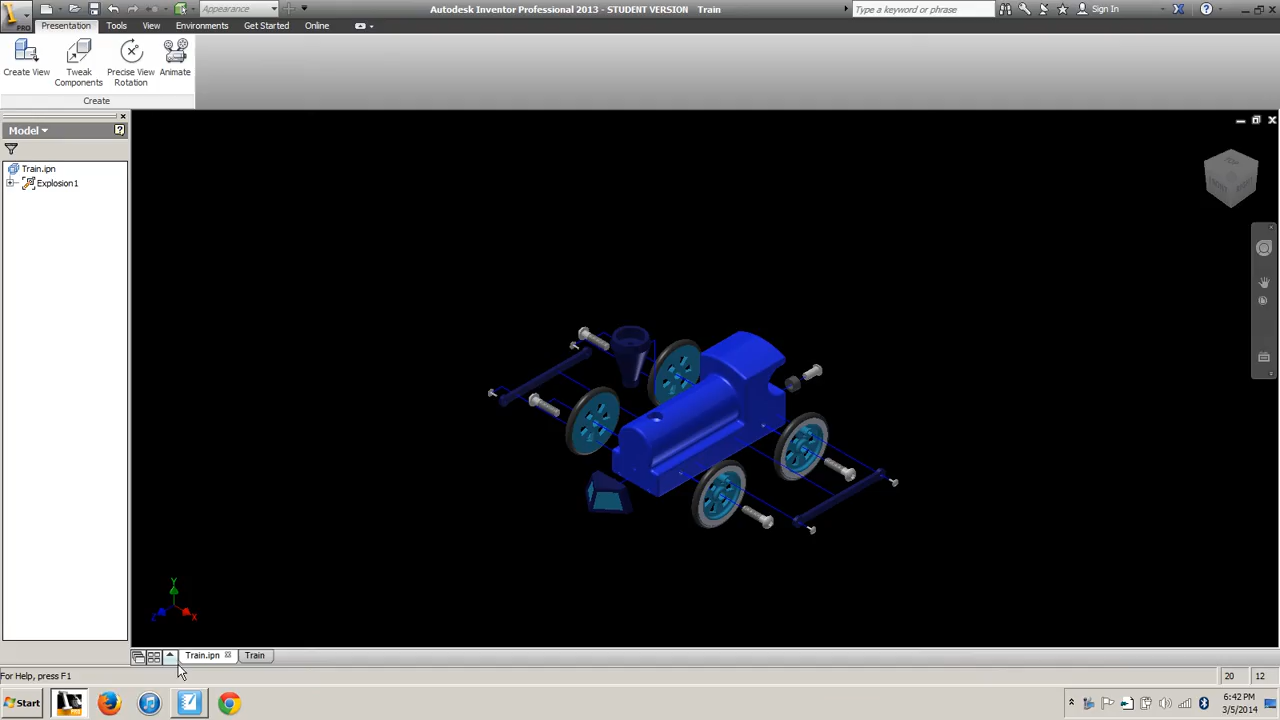 Appearance
Autodesk Inventor Professional 2013 - STUDENT VERSION Train
Type a keyword or phrase
Sign In
PRO
Presentation Tools View Environments Get Started Online
Create View
Tweak Components
Precise View Rotation
Animate
Create
Model
Train.ipn
Explosion1
Y
Z
X
Train.ipn
Train
For Help, press F1
20
12
Start
6:42 PM
3/5/2014